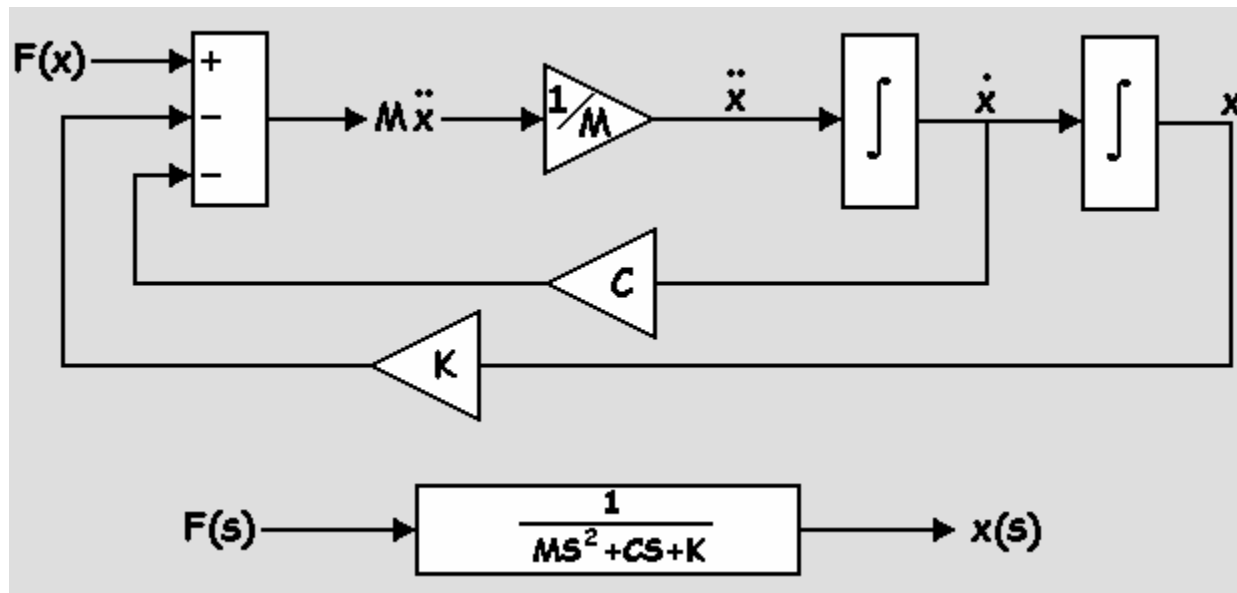 F(x)
+
−
−
Mẍ
1/M
ẍ
∫
ẋ
∫
x
C
K
F(s)
1
MS²+CS+K
x(s)